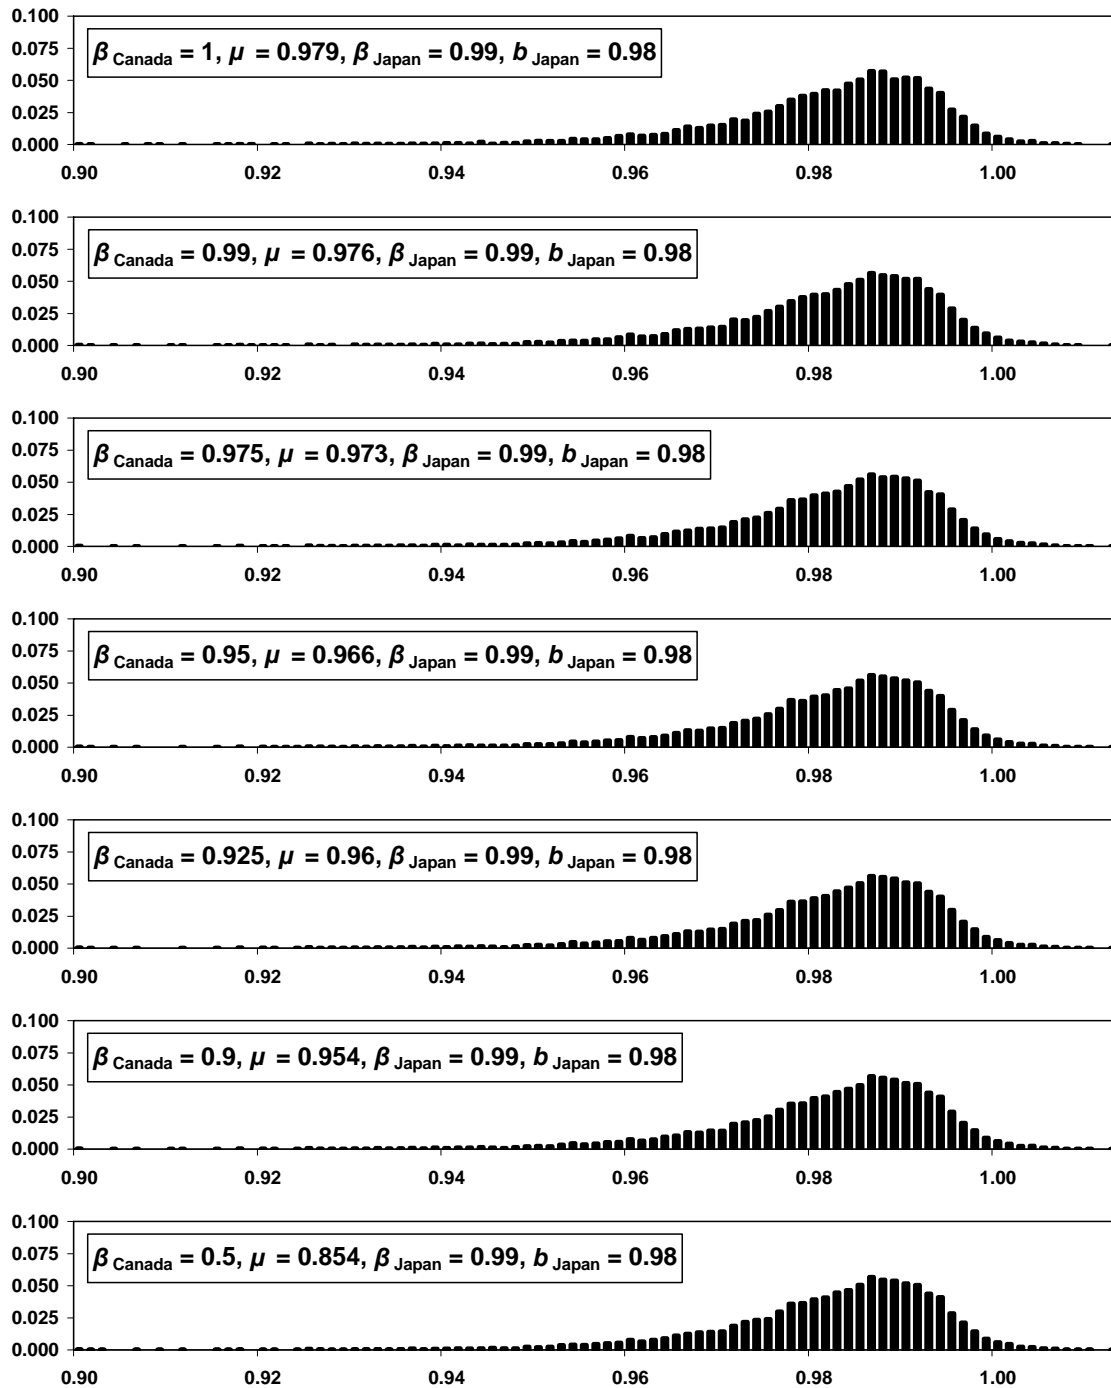 0.100
β Canada = 1, μ = 0.979, β Japan = 0.99, b Japan = 0.98
0.075
0.050
0.025
0.000
0.90 0.92 0.94 0.96 0.98 1.00
0.100
β Canada = 0.99, μ = 0.976, β Japan = 0.99, b Japan = 0.98
0.075
0.050
0.025
0.000
0.90 0.92 0.94 0.96 0.98 1.00
0.100
β Canada = 0.975, μ = 0.973, β Japan = 0.99, b Japan = 0.98
0.075
0.050
0.025
0.000
0.90 0.92 0.94 0.96 0.98 1.00
0.100
β Canada = 0.95, μ = 0.966, β Japan = 0.99, b Japan = 0.98
0.075
0.050
0.025
0.000
0.90 0.92 0.94 0.96 0.98 1.00
0.100
β Canada = 0.925, μ = 0.96, β Japan = 0.99, b Japan = 0.98
0.075
0.050
0.025
0.000
0.90 0.92 0.94 0.96 0.98 1.00
0.100
β Canada = 0.9, μ = 0.954, β Japan = 0.99, b Japan = 0.98
0.075
0.050
0.025
0.000
0.90 0.92 0.94 0.96 0.98 1.00
0.100
β Canada = 0.5, μ = 0.854, β Japan = 0.99, b Japan = 0.98
0.075
0.050
0.025
0.000
0.90 0.92 0.94 0.96 0.98 1.00